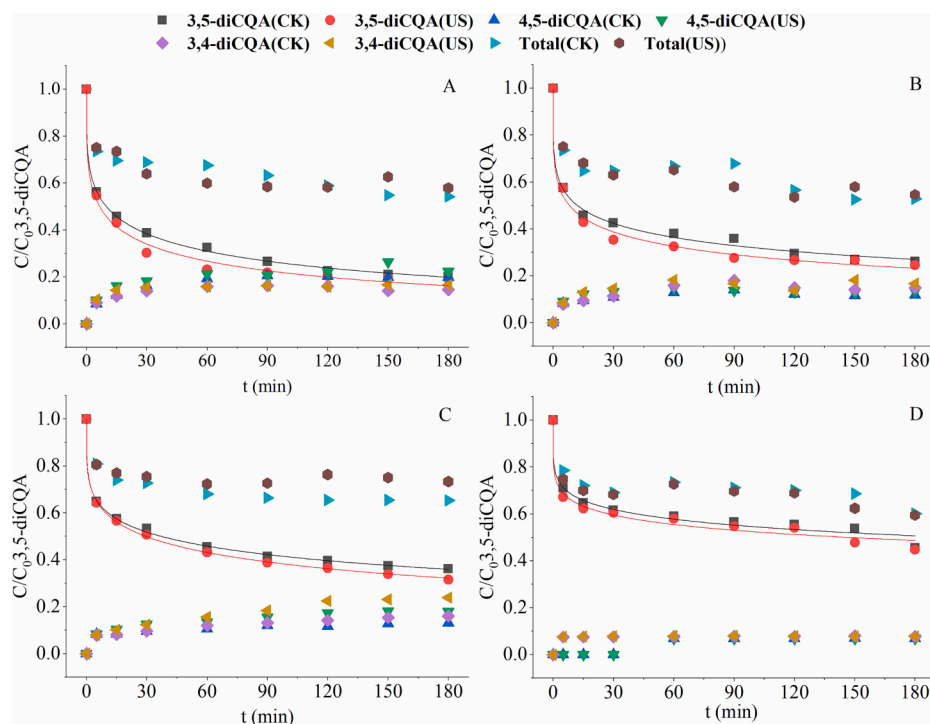 3,5-diCQA(CK) 3,5-diCQA(US) 4,5-diCQA(CK) 4,5-diCQA(US)
3,4-diCQA(CK) 3,4-diCQA(US) Total(CK) Total(US))
A
C/C₀3,5-diCQA
1.0
0.8
0.6
0.4
0.2
0.0
0 30 60 90 120 150 180
t (min)
B
C/C₀3,5-diCQA
1.0
0.8
0.6
0.4
0.2
0.0
0 30 60 90 120 150 180
t (min)
C
C/C₀3,5-diCQA
1.0
0.8
0.6
0.4
0.2
0.0
0 30 60 90 120 150 180
t (min)
D
C/C₀3,5-diCQA
1.0
0.8
0.6
0.4
0.2
0.0
0 30 60 90 120 150 180
t (min)